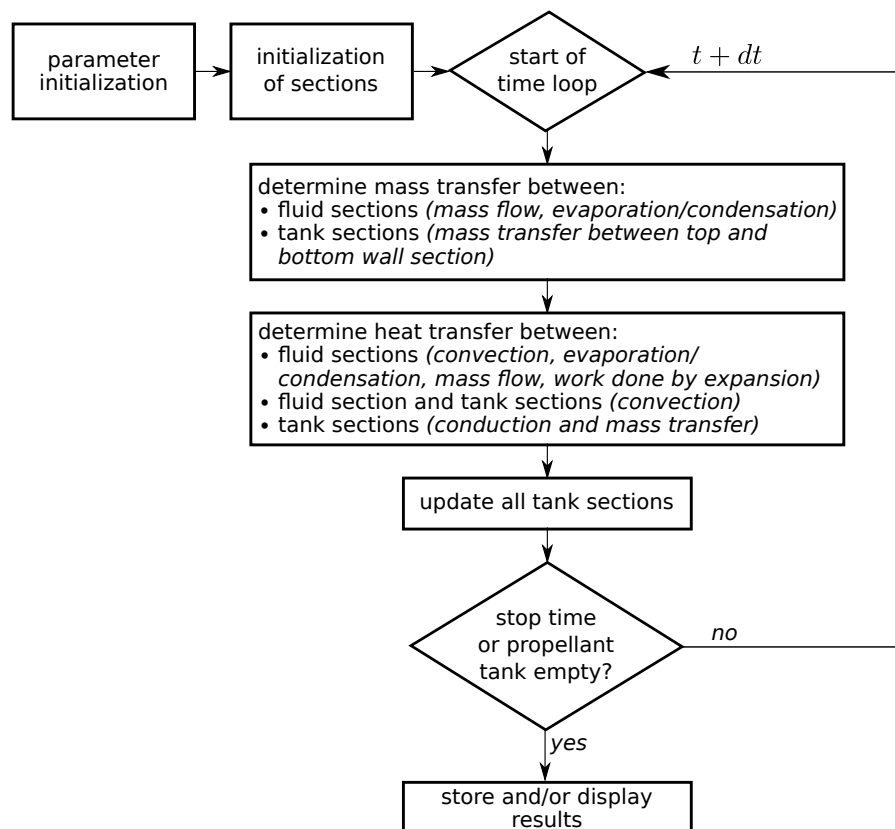 parameter
initialization
initialization
of sections
start of
time loop
t + dt
determine mass transfer between:
• fluid sections (mass flow, evaporation/condensation)
• tank sections (mass transfer between top and
bottom wall section)
determine heat transfer between:
• fluid sections (convection, evaporation/
condensation, mass flow, work done by expansion)
• fluid section and tank sections (convection)
• tank sections (conduction and mass transfer)
update all tank sections
stop time
or propellant
tank empty?
no
yes
store and/or display
results